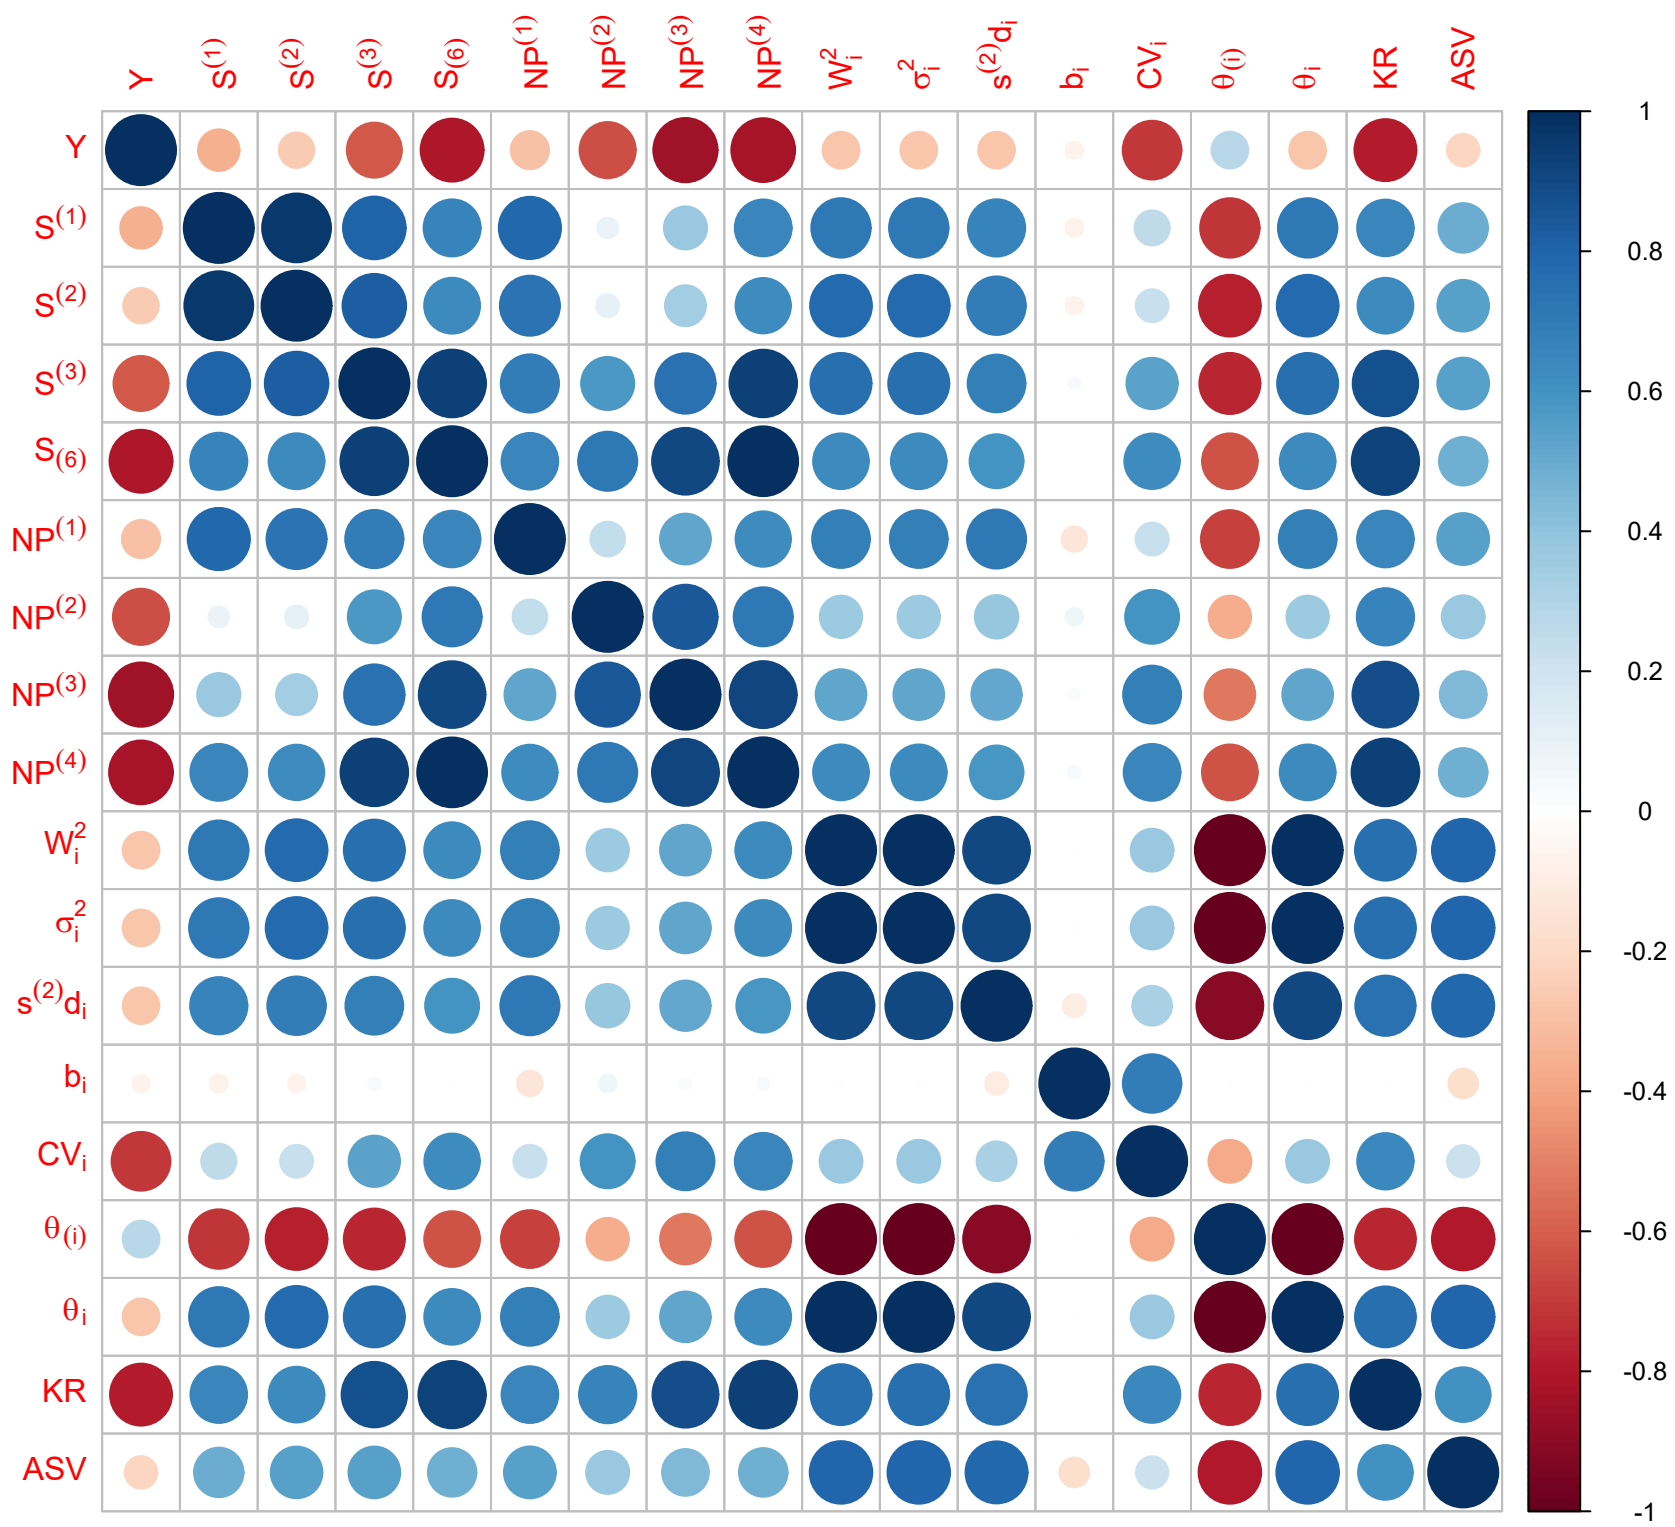 Y S⁽¹⁾ S⁽²⁾ S⁽³⁾ S₍₆₎ NP⁽¹⁾ NP⁽²⁾ NP⁽³⁾ NP⁽⁴⁾ Wᵢ² σᵢ² s⁽²⁾dᵢ bᵢ CVᵢ θ₍ᵢ₎ θᵢ KR ASV
Y
S⁽¹⁾
S⁽²⁾
S⁽³⁾
S₍₆₎
NP⁽¹⁾
NP⁽²⁾
NP⁽³⁾
NP⁽⁴⁾
Wᵢ²
σᵢ²
s⁽²⁾dᵢ
bᵢ
CVᵢ
θ₍ᵢ₎
θᵢ
KR
ASV
1
0.8
0.6
0.4
0.2
0
-0.2
-0.4
-0.6
-0.8
-1